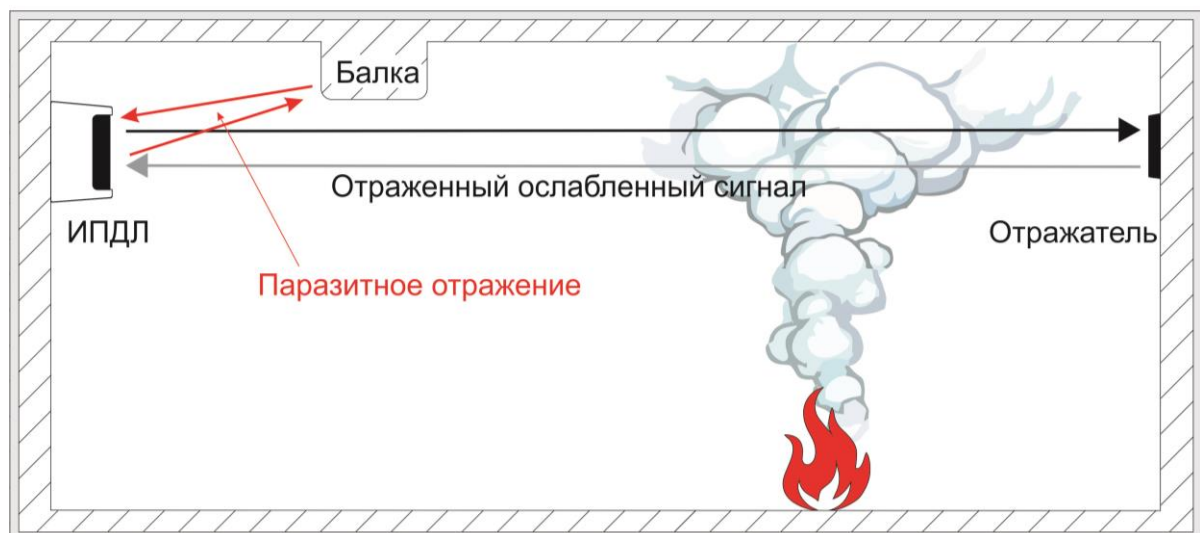 Балка
Отраженный ослабленный сигнал
ИПДЛ
Отражатель
Паразитное отражение